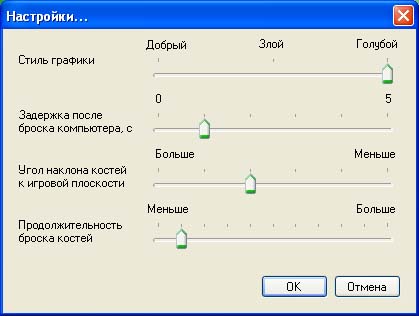 Настройки...
Добрый Злой Голубой
Стиль графики
0 5
Задержка после
броска компьютера, с
Больше Меньше
Угол наклона костей
к игровой плоскости
Меньше Больше
Продолжительность
броска костей
OK Отмена